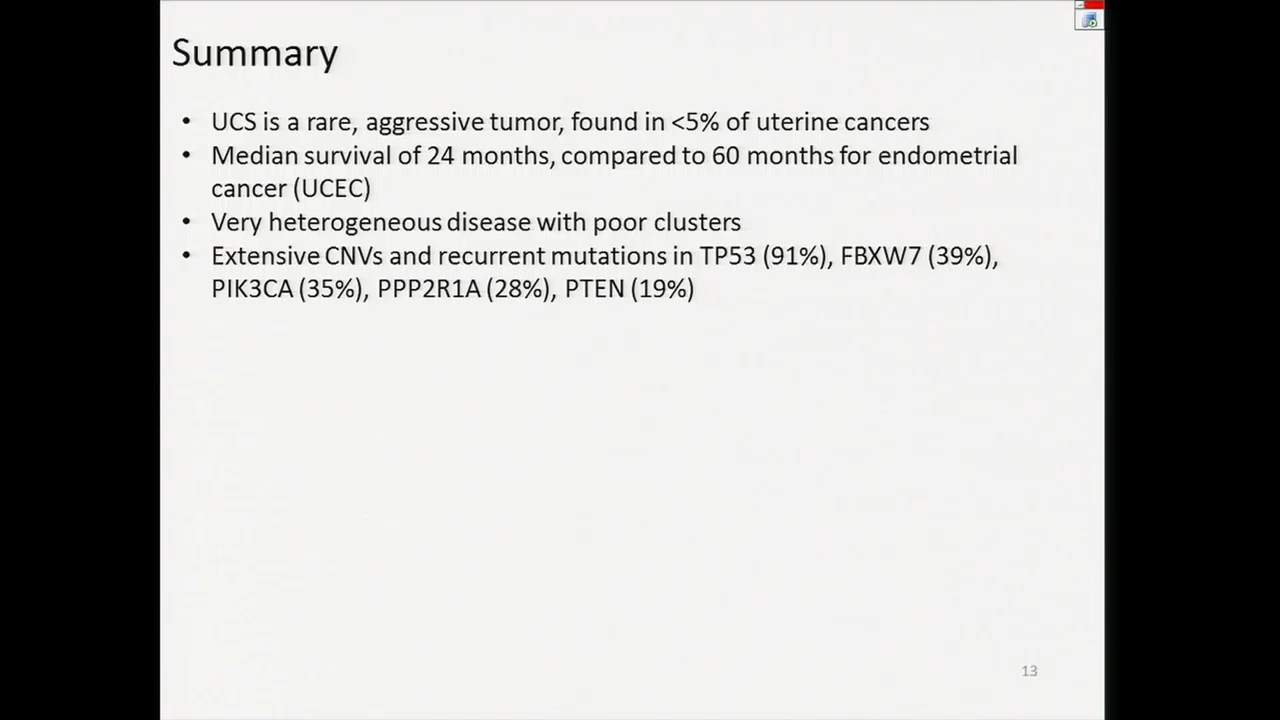 Summary
• UCS is a rare, aggressive tumor, found in <5% of uterine cancers
• Median survival of 24 months, compared to 60 months for endometrial
cancer (UCEC)
• Very heterogeneous disease with poor clusters
• Extensive CNVs and recurrent mutations in TP53 (91%), FBXW7 (39%),
PIK3CA (35%), PPP2R1A (28%), PTEN (19%)
13